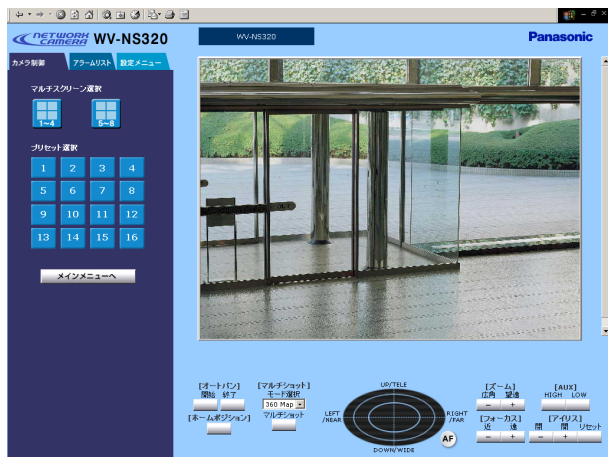 NETWORK CAMERA WV-NS320
WV-NS320
Panasonic
カメラ制御
アラームリスト
設定メニュー
マルチスクリーン選択
1~4
5~8
プリセット選択
1 2 3 4
5 6 7 8
9 10 11 12
13 14 15 16
メインメニューへ
[オートパン]
開始 終了
[ホームポジション]
[マルチショット]
モード選択
360 Map
マルチショット
UP/TELE
LEFT
/NEAR
RIGHT
/FAR
AF
DOWN/WIDE
[ズーム]
広角 望遠
- +
[フォーカス]
近 遠
- +
[AUX]
HIGH LOW
[アイリス]
閉 開 リセット
- +